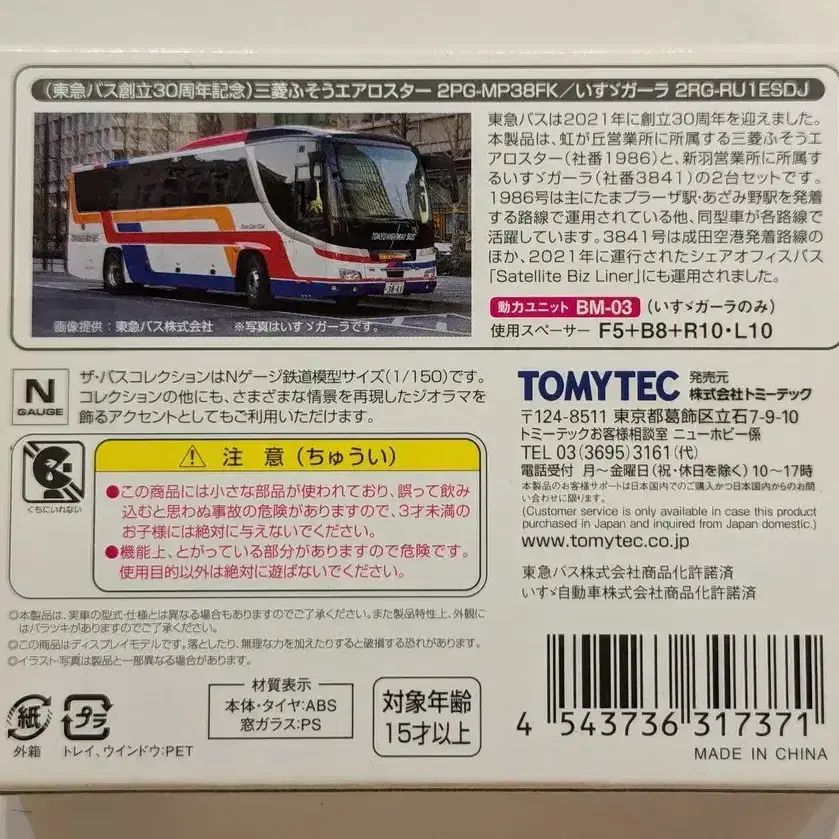 (東急バス創立30周年記念)三菱ふそうエアロスター 2PG-MP38FK/いすゞガーラ 2RG-RU1ESDJ
東急バスは2021年に創立30周年を迎えました。
本製品は、虹が丘営業所に所属する三菱ふそうエ
アロスター(社番1986)と、新羽営業所に所属す
るいすゞガーラ(社番3841)の2台セットです。
1986号は主にたまプラーザ駅・あざみ野駅を発着
する路線で運用されている他、同型車が各路線で
活躍しています。3841号は成田空港発着路線の
ほか、2021年に運行されたシェアオフィスバス
「Satellite Biz Liner」にも運用されました。
TOKYU HIGHWAY BUS
38-41
画像提供:東急バス株式会社 ※写真はいすゞガーラです。
動力ユニット BM-03 (いすゞガーラのみ)
使用スペーサー F5+B8+R10・L10
N
GAUGE
ザ・バスコレクションはNゲージ鉄道模型サイズ(1/150)です。
コレクションの他にも、さまざまな情景を再現したジオラマを
飾るアクセントとしてもご利用いただけます。
くちにいれない
注 意(ちゅうい)
●この商品には小さな部品が使われており、誤って飲み
込むと思わぬ事故の危険がありますので、3才未満の
お子様には絶対に与えないでください。
●機能上、とがっている部分がありますので危険です。
使用目的以外は絶対に遊ばないでください。
TOMYTEC 発売元
株式会社トミーテック
〒124-8511 東京都葛飾区立石7-9-10
トミーテックお客様相談室 ニューホビー係
TEL 03(3695)3161(代)
電話受付 月〜金曜日(祝・休日を除く)10〜17時
本製品のお客様サポートは日本国内でのご購入かつ日本国内からのお問
い合わせに限ります。
(Customer service is only available in case this product
purchased in Japan and inquired from Japan domestic.)
www.tomytec.co.jp
東急バス株式会社商品化許諾済
いすゞ自動車株式会社商品化許諾済
◎本製品は、実車の型式・仕様とは異なる場合もありますのでご了承ください。また製品特性上、外観に
はバラツキがありますのでご了承ください。
◎この商品はディスプレイモデルです。落としたり、無理な力を加えたりすると破損する恐れがあります。
◎イラスト・写真は製品と一部異なる場合があります。
紙
外箱
プラ
トレイ、ウインドウ:PET
材質表示
本体・タイヤ:ABS
窓ガラス:PS
対象年齢
15才以上
4 543736 317371
MADE IN CHINA